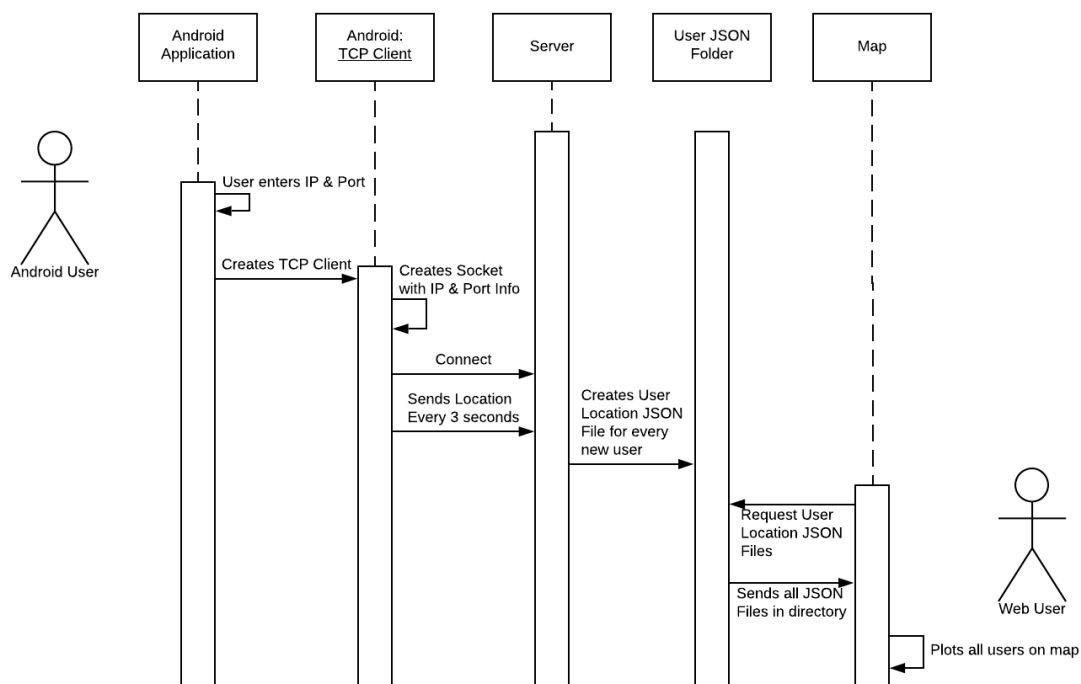 Android
Application
Android:
TCP Client
Server
User JSON
Folder
Map
User enters IP & Port
Android User
Creates TCP Client
Creates Socket
with IP & Port Info
Connect
Sends Location
Every 3 seconds
Creates User
Location JSON
File for every
new user
Request User
Location JSON
Files
Sends all JSON
Files in directory
Web User
Plots all users on map